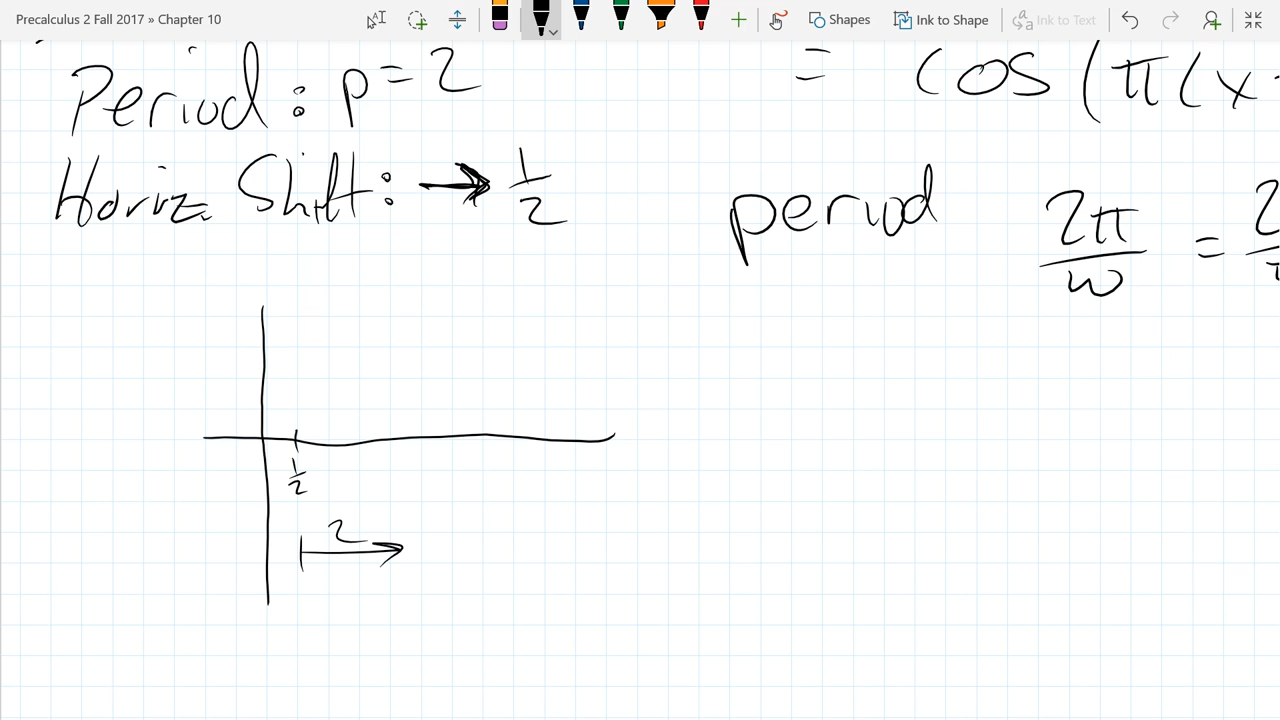 Precalculus 2 Fall 2017 » Chapter 10
Shapes
Ink to Shape
Ink to Text
Period: p = 2
= cos(π(x
Horiz. Shift: → 1/2
period 2π/w = 2
1/2
2